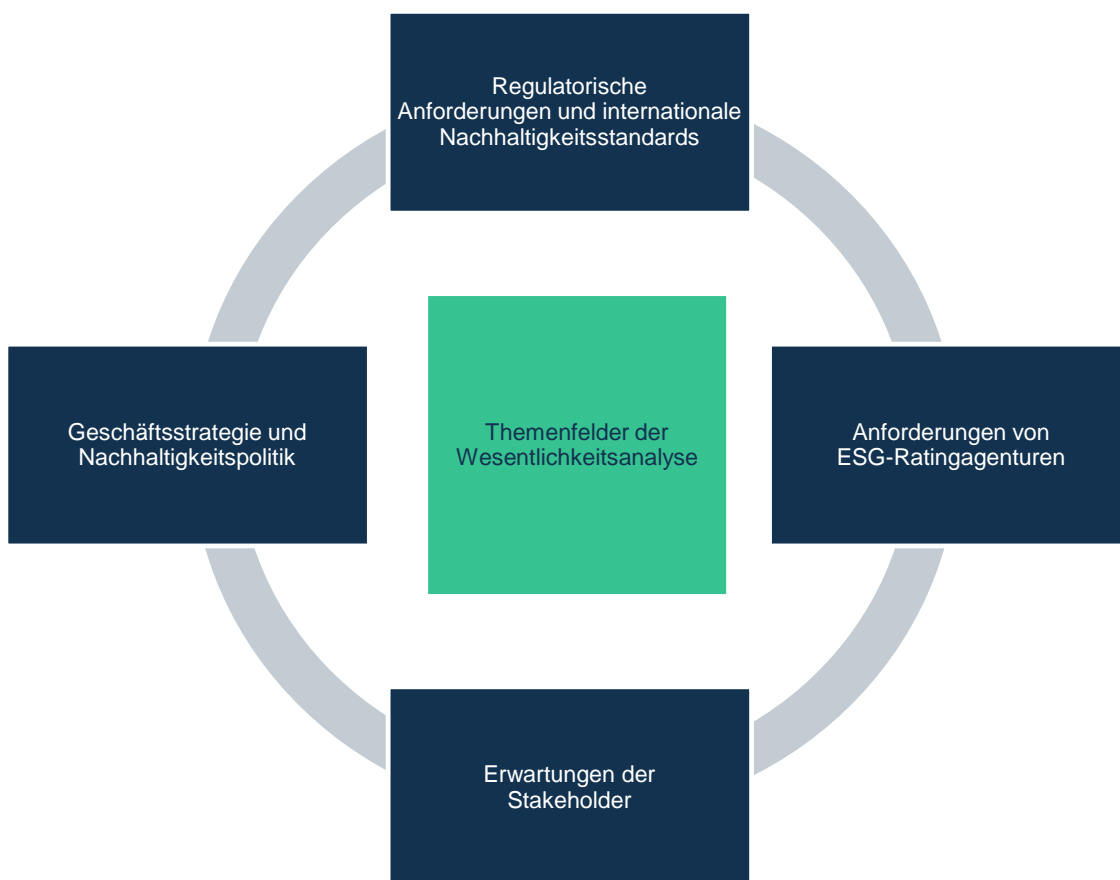 Regulatorische
Anforderungen und internationale
Nachhaltigkeitsstandards
Geschäftsstrategie und
Nachhaltigkeitspolitik
Themenfelder der
Wesentlichkeitsanalyse
Anforderungen von
ESG-Ratingagenturen
Erwartungen der
Stakeholder